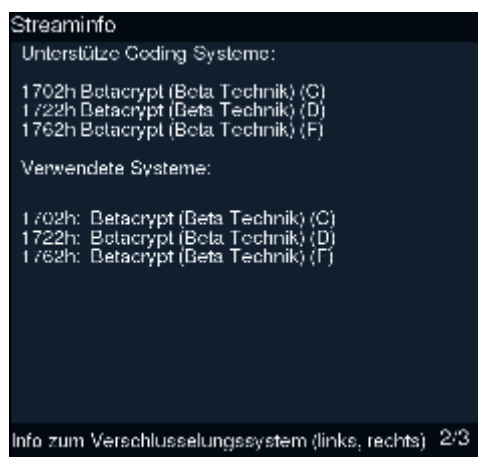 Streaminfo
Unterstütze Coding Systeme:
1702h Betacrypt (Beta Technik) (C)
1722h Betacrypt (Beta Technik) (D)
1762h Betacrypt (Beta Technik) (F)
Verwendete Systeme:
1702h: Betacrypt (Beta Technik) (C)
1722h: Betacrypt (Beta Technik) (D)
1762h: Betacrypt (Beta Technik) (F)
Info zum Verschlusselungssystem (links, rechts) 2/3